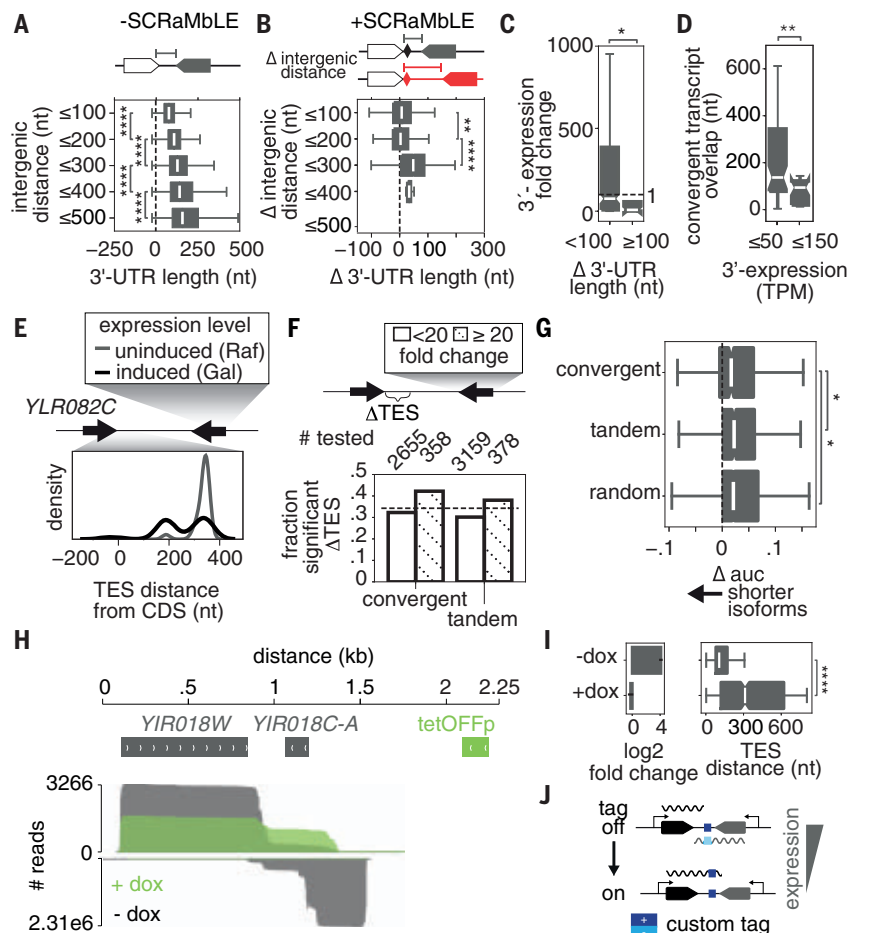 A
-SCRaMbLE
intergenic
distance (nt)
≤100
≤200
≤300
≤400
≤500
****
****
****
****
−250
0
250
500
3'-UTR length (nt)
B
+SCRaMbLE
Δ intergenic
distance
Δ intergenic
distance (nt)
≤100
≤200
≤300
≤400
≤500
**
****
−100
0
100
300
Δ 3'-UTR length (nt)
C
*
3´- expression
fold change
1000
500
0
1
<100 ≥100
Δ 3'-UTR
length (nt)
D
**
convergent transcript
overlap (nt)
600
400
200
0
≤50 ≤150
3'-expression
(TPM)
E
expression level
uninduced (Raf)
induced (Gal)
YLR082C
density
−200
0
200
400
TES distance
from CDS (nt)
F
<20 ≥ 20
fold change
ΔTES
# tested
2655
358
3159
378
fraction
significant
ΔTES
.5
.4
.3
.2
.1
0
convergent
tandem
G
convergent
tandem
random
*
*
−.1
0
.1
Δ auc
shorter
isoforms
H
distance (kb)
0
.5
1
1.5
2
2.25
YIR018W
YIR018C-A
tetOFFp
# reads
3266
0
2.31e6
+ dox
- dox
I
-dox
+dox
0
4
log2
fold change
0
300
600
TES
distance (nt)
****
J
tag
off
on
expression
+
custom tag